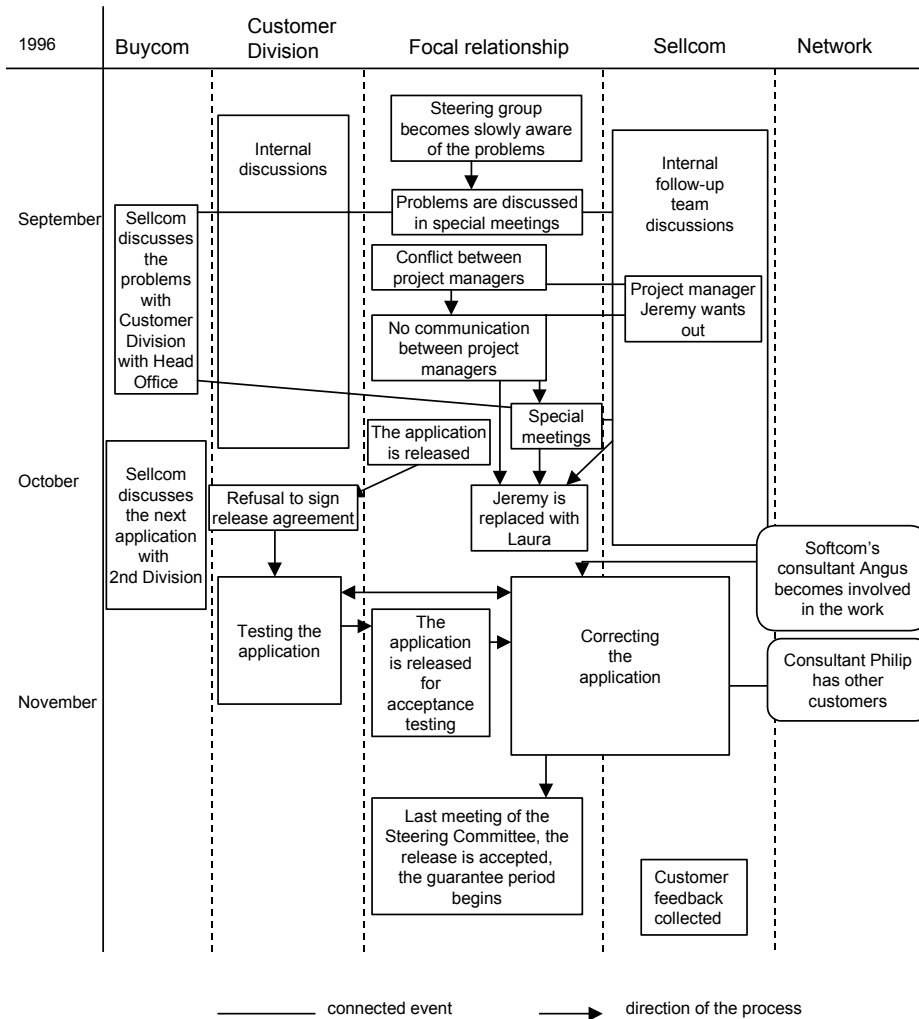 1996
Buycom
Customer
Division
Focal relationship
Sellcom
Network
Steering group
becomes slowly aware
of the problems
Internal
discussions
Internal
follow-up
team
discussions
September
Sellcom
discusses
the
problems
with
Customer
Division
with Head
Office
Problems are discussed
in special meetings
Conflict between
project managers
Project manager
Jeremy wants
out
No communication
between project
managers
Special
meetings
The application
is released
October
Sellcom
discusses
the next
application
with
2nd Division
Refusal to sign
release agreement
Jeremy is
replaced with
Laura
Softcom's
consultant Angus
becomes involved
in the work
Testing the
application
The
application
is released
for
acceptance
testing
Correcting
the
application
Consultant Philip
has other
customers
November
Last meeting of the
Steering Committee, the
release is accepted,
the guarantee period
begins
Customer
feedback
collected
connected event
direction of the process